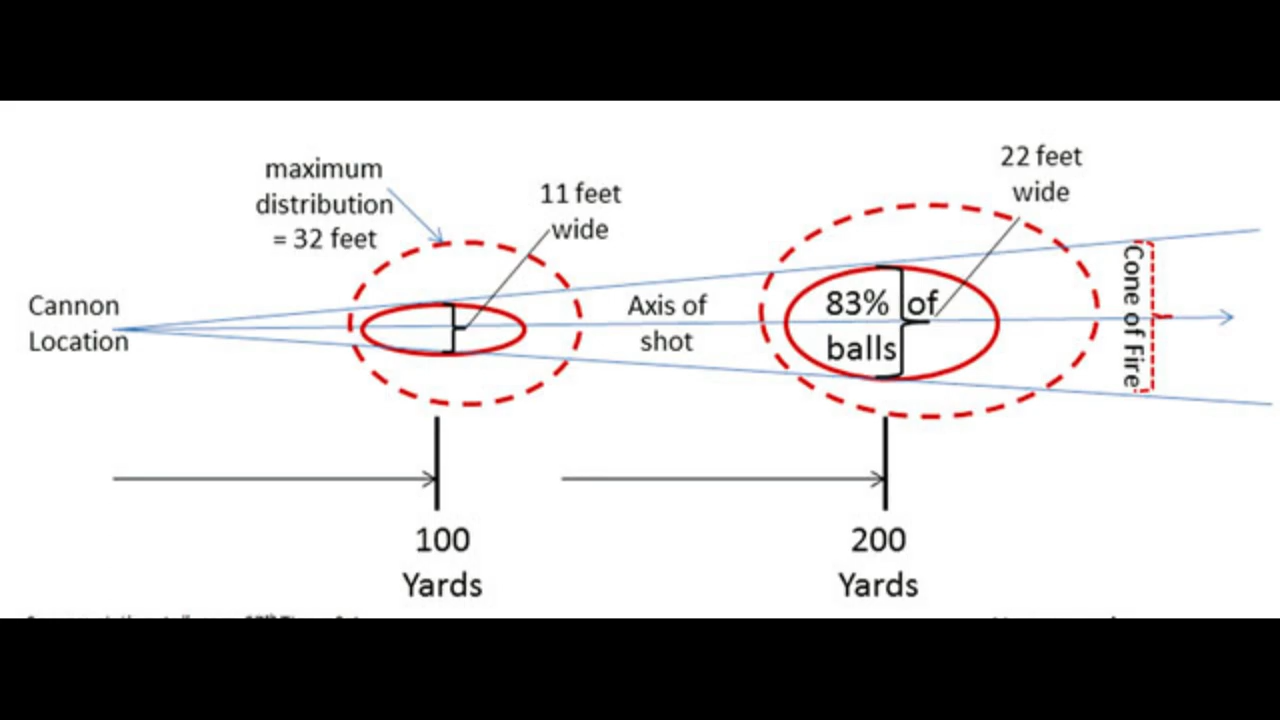 maximum
distribution
= 32 feet
11 feet
wide
22 feet
wide
Cannon
Location
Axis of
shot
83% of
balls
Cone of Fire
100
Yards
200
Yards